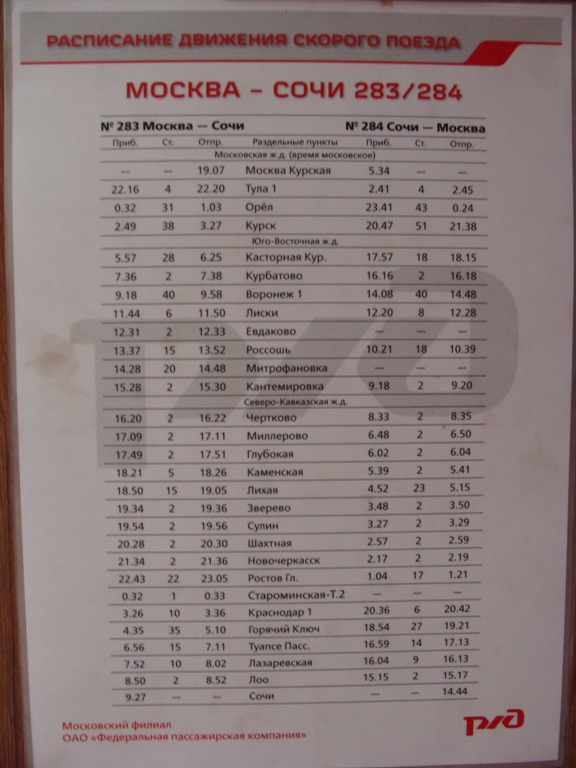 РАСПИСАНИЕ ДВИЖЕНИЯ СКОРОГО ПОЕЗДА
МОСКВА – СОЧИ 283/284
№ 283 Москва — Сочи № 284 Сочи — Москва
Приб. Ст. Отпр. Раздельные пункты Приб. Ст. Отпр.
Московская ж.д. (время московское)
— — 19.07 Москва Курская 5.34 — —
22.16 4 22.20 Тула 1 2.41 4 2.45
0.32 31 1.03 Орёл 23.41 43 0.24
2.49 38 3.27 Курск 20.47 51 21.38
Юго-Восточная ж.д.
5.57 28 6.25 Касторная Кур. 17.57 18 18.15
7.36 2 7.38 Курбатово 16.16 2 16.18
9.18 40 9.58 Воронеж 1 14.08 40 14.48
11.44 6 11.50 Лиски 12.20 8 12.28
12.31 2 12.33 Евдаково — — —
13.37 15 13.52 Россошь 10.21 18 10.39
14.28 20 14.48 Митрофановка — — —
15.28 2 15.30 Кантемировка 9.18 2 9.20
Северо-Кавказская ж.д.
16.20 2 16.22 Чертково 8.33 2 8.35
17.09 2 17.11 Миллерово 6.48 2 6.50
17.49 2 17.51 Глубокая 6.02 2 6.04
18.21 5 18.26 Каменская 5.39 2 5.41
18.50 15 19.05 Лихая 4.52 23 5.15
19.34 2 19.36 Зверево 3.48 2 3.50
19.54 2 19.56 Сулин 3.27 2 3.29
20.28 2 20.30 Шахтная 2.57 2 2.59
21.34 2 21.36 Новочеркасск 2.17 2 2.19
22.43 22 23.05 Ростов Гл. 1.04 17 1.21
0.32 1 0.33 Староминская-Т.2 — — —
3.26 10 3.36 Краснодар 1 20.36 6 20.42
4.35 35 5.10 Горячий Ключ 18.54 27 19.21
6.56 15 7.11 Туапсе Пасс. 16.59 14 17.13
7.52 10 8.02 Лазаревская 16.04 9 16.13
8.50 2 8.52 Лоо 15.15 2 15.17
9.27 — — Сочи — — 14.44
Московский филиал
ОАО «Федеральная пассажирская компания»
РЖД